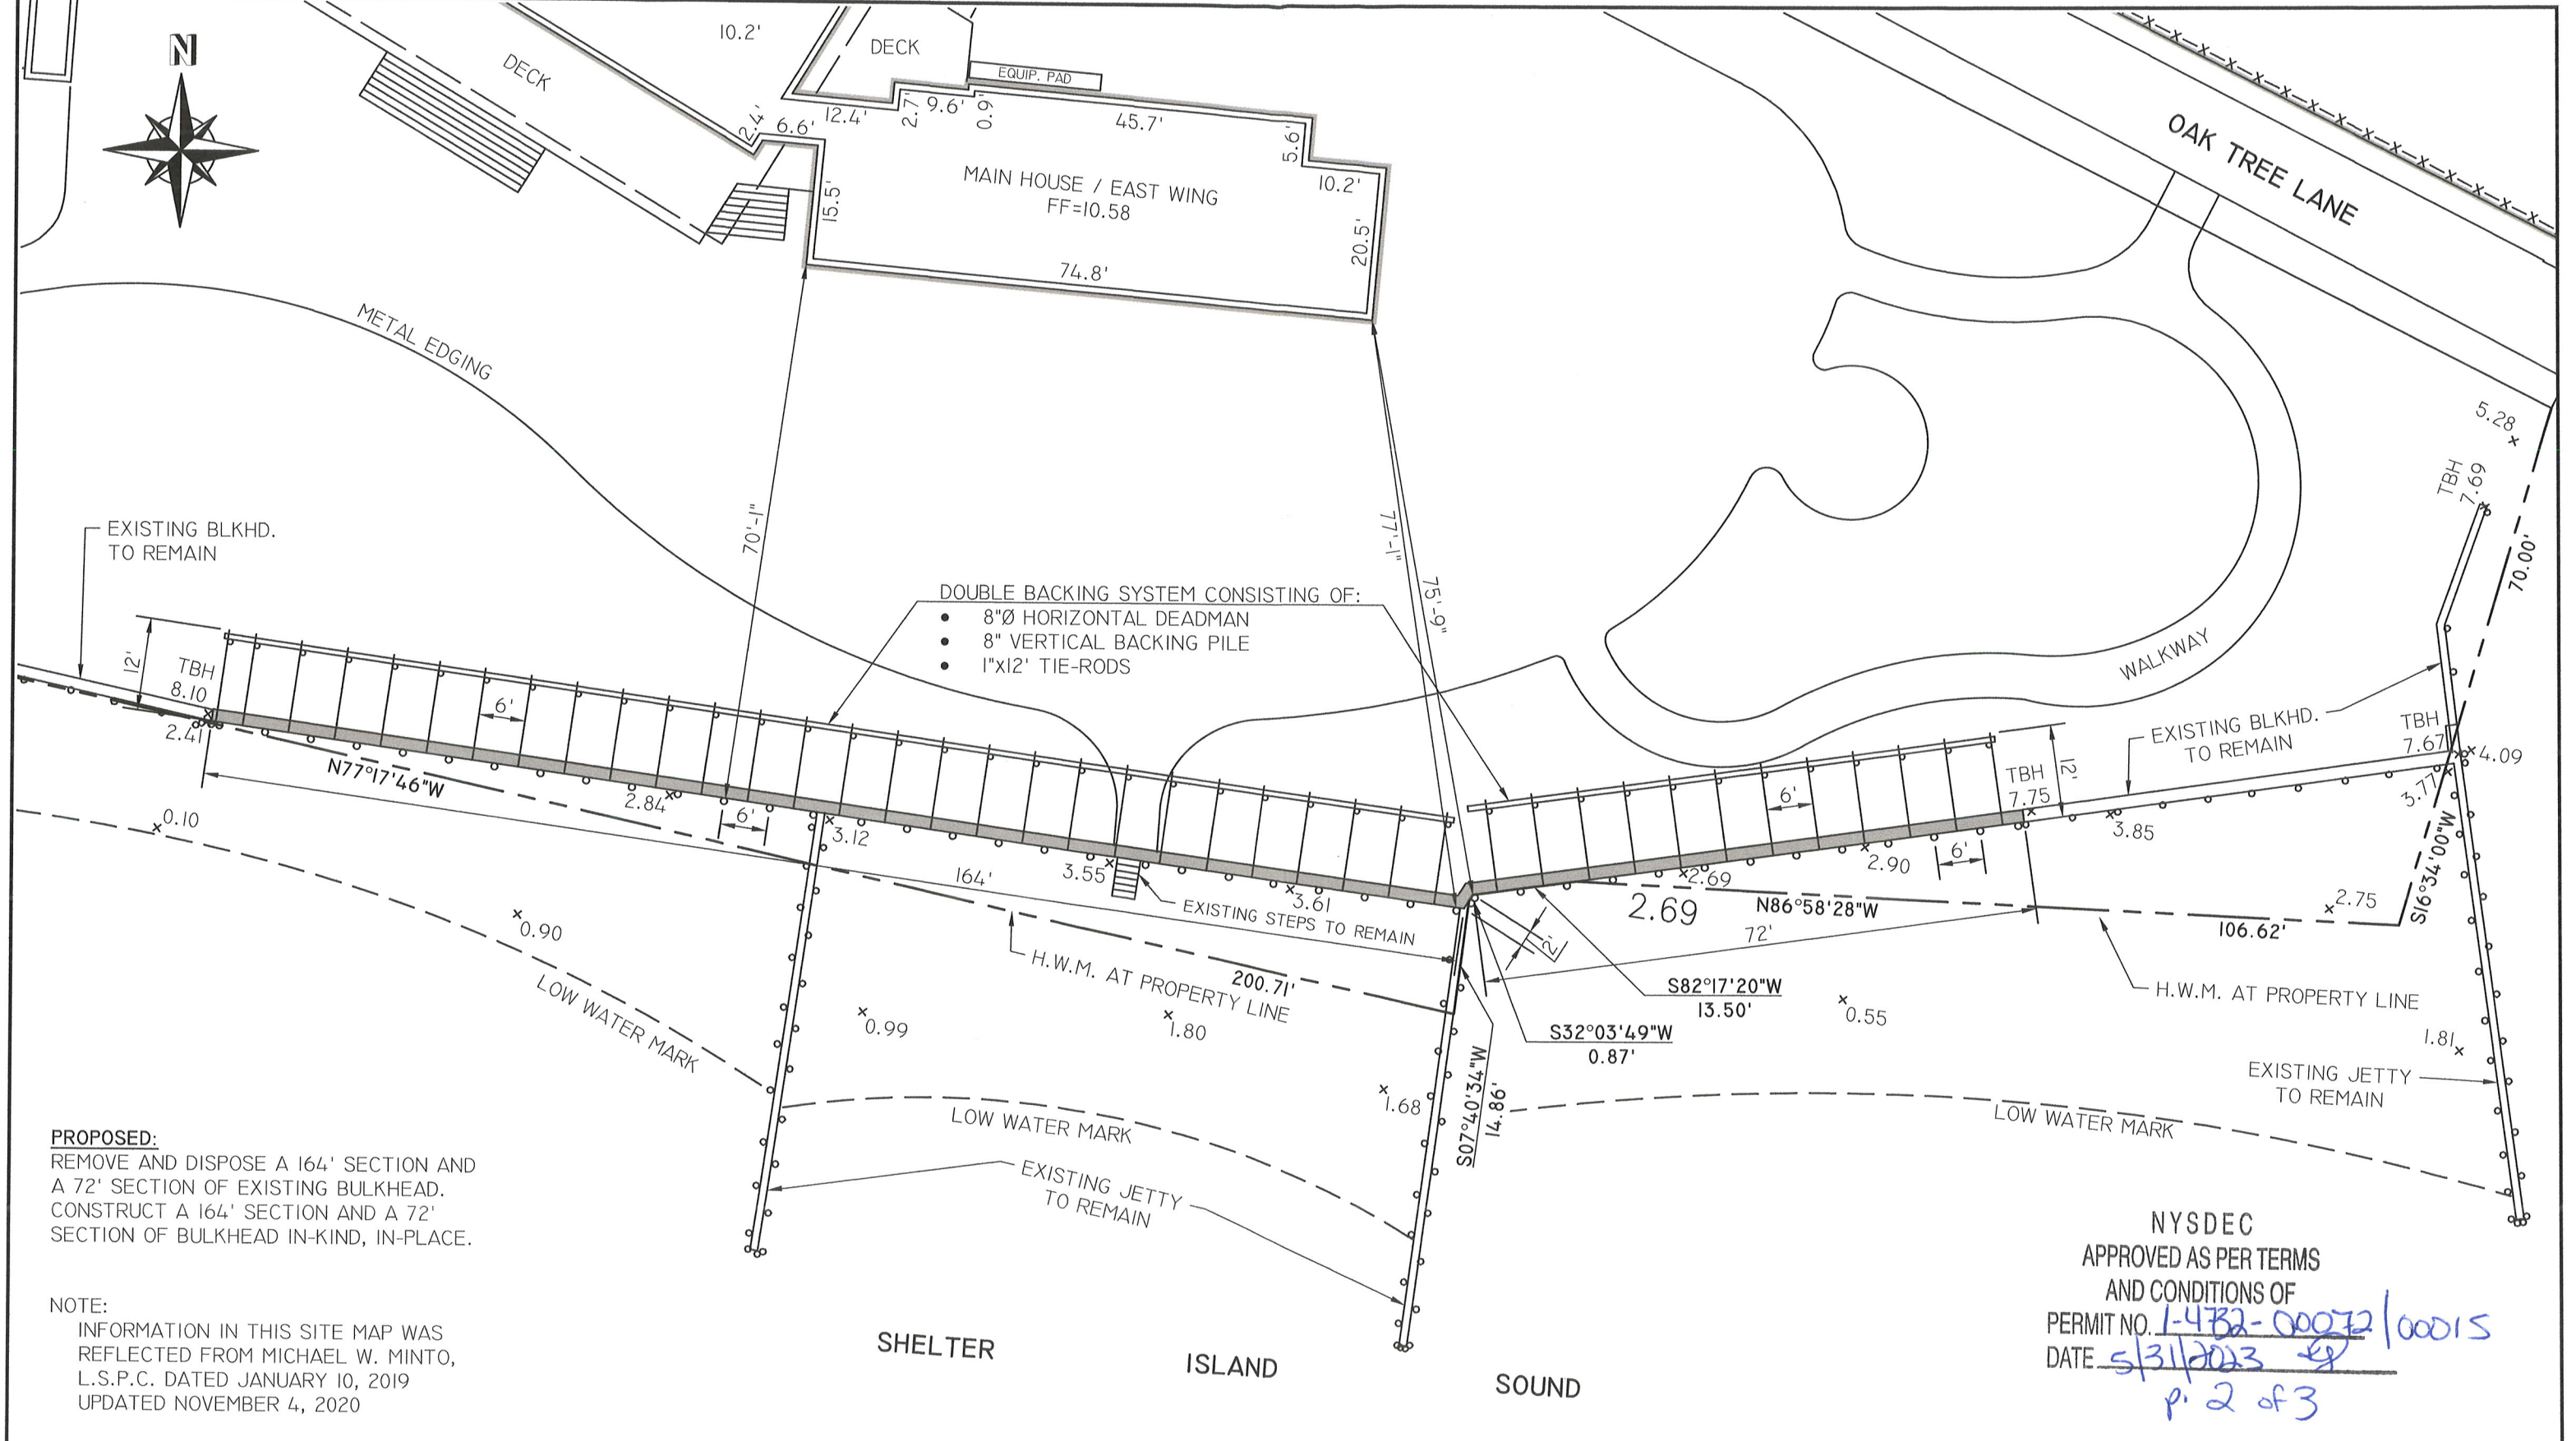 N
DECK
10.2'
DECK
EQUIP. PAD
2.4'
6.6'
12.4'
2.7'
9.6'
0.9'
45.7'
5.6'
10.2'
15.5'
MAIN HOUSE / EAST WING
FF=10.58
20.5'
74.8'
OAK TREE LANE
METAL EDGING
5.28
TBH
7.69
70.00'
70'-1"
77'-1"
75'-9"
EXISTING BLKHD.
TO REMAIN
DOUBLE BACKING SYSTEM CONSISTING OF:
• 8"Ø HORIZONTAL DEADMAN
• 8" VERTICAL BACKING PILE
• 1"x12' TIE-RODS
WALKWAY
12'
TBH
8.10
6'
2.41
N77°17'46"W
2.84
6'
3.12
164'
3.55
EXISTING STEPS TO REMAIN
3.61
H.W.M. AT PROPERTY LINE
200.71'
6'
TBH
7.75
12'
EXISTING BLKHD.
TO REMAIN
TBH
7.67
4.09
3.77
3.85
2.69
2.90
6'
2.69
N86°58'28"W
72'
2'
2.75
S16°34'00"W
106.62'
H.W.M. AT PROPERTY LINE
S82°17'20"W
13.50'
S32°03'49"W
0.87'
S07°40'34"W
14.86'
0.10
0.90
LOW WATER MARK
0.99
1.80
0.55
1.81
1.68
LOW WATER MARK
EXISTING JETTY
TO REMAIN
EXISTING JETTY
TO REMAIN
LOW WATER MARK
PROPOSED:
REMOVE AND DISPOSE A 164' SECTION AND
A 72' SECTION OF EXISTING BULKHEAD.
CONSTRUCT A 164' SECTION AND A 72'
SECTION OF BULKHEAD IN-KIND, IN-PLACE.
NOTE:
INFORMATION IN THIS SITE MAP WAS
REFLECTED FROM MICHAEL W. MINTO,
L.S.P.C. DATED JANUARY 10, 2019
UPDATED NOVEMBER 4, 2020
SHELTER ISLAND SOUND
NYSDEC
APPROVED AS PER TERMS
AND CONDITIONS OF
PERMIT NO. 1-4732-00072/00015
DATE 5/31/2023
p. 2 of 3